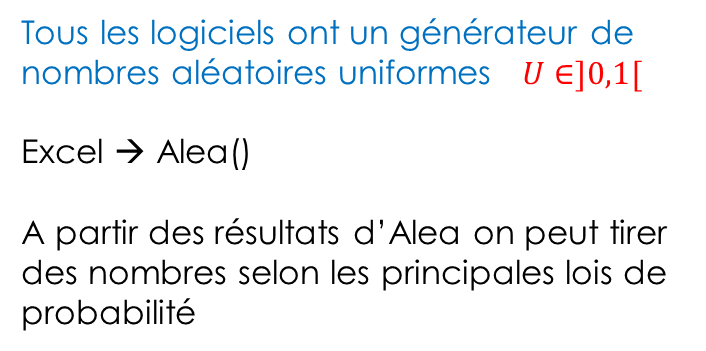 Tous les logiciels ont un générateur de
nombres aléatoires uniformes U ∈]0,1[
Excel → Alea()
A partir des résultats d’Alea on peut tirer
des nombres selon les principales lois de
probabilité